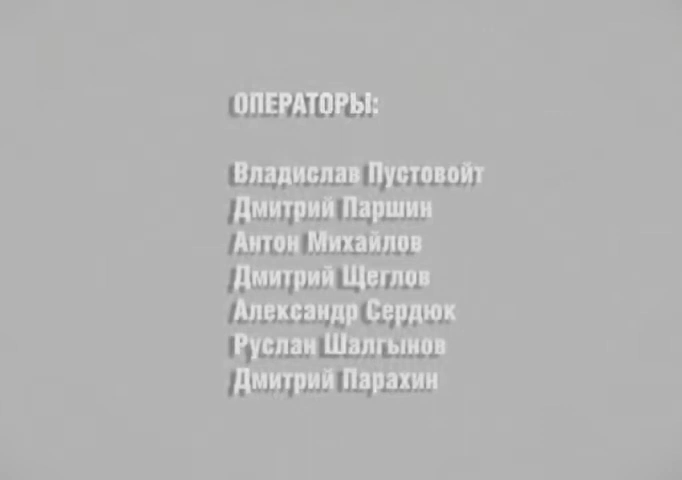 ОПЕРАТОРЫ:
Владислав Пустовойт
Дмитрий Паршин
Антон Михайлов
Дмитрий Щеглов
Александр Сердюк
Руслан Шалгынов
Дмитрий Парахин